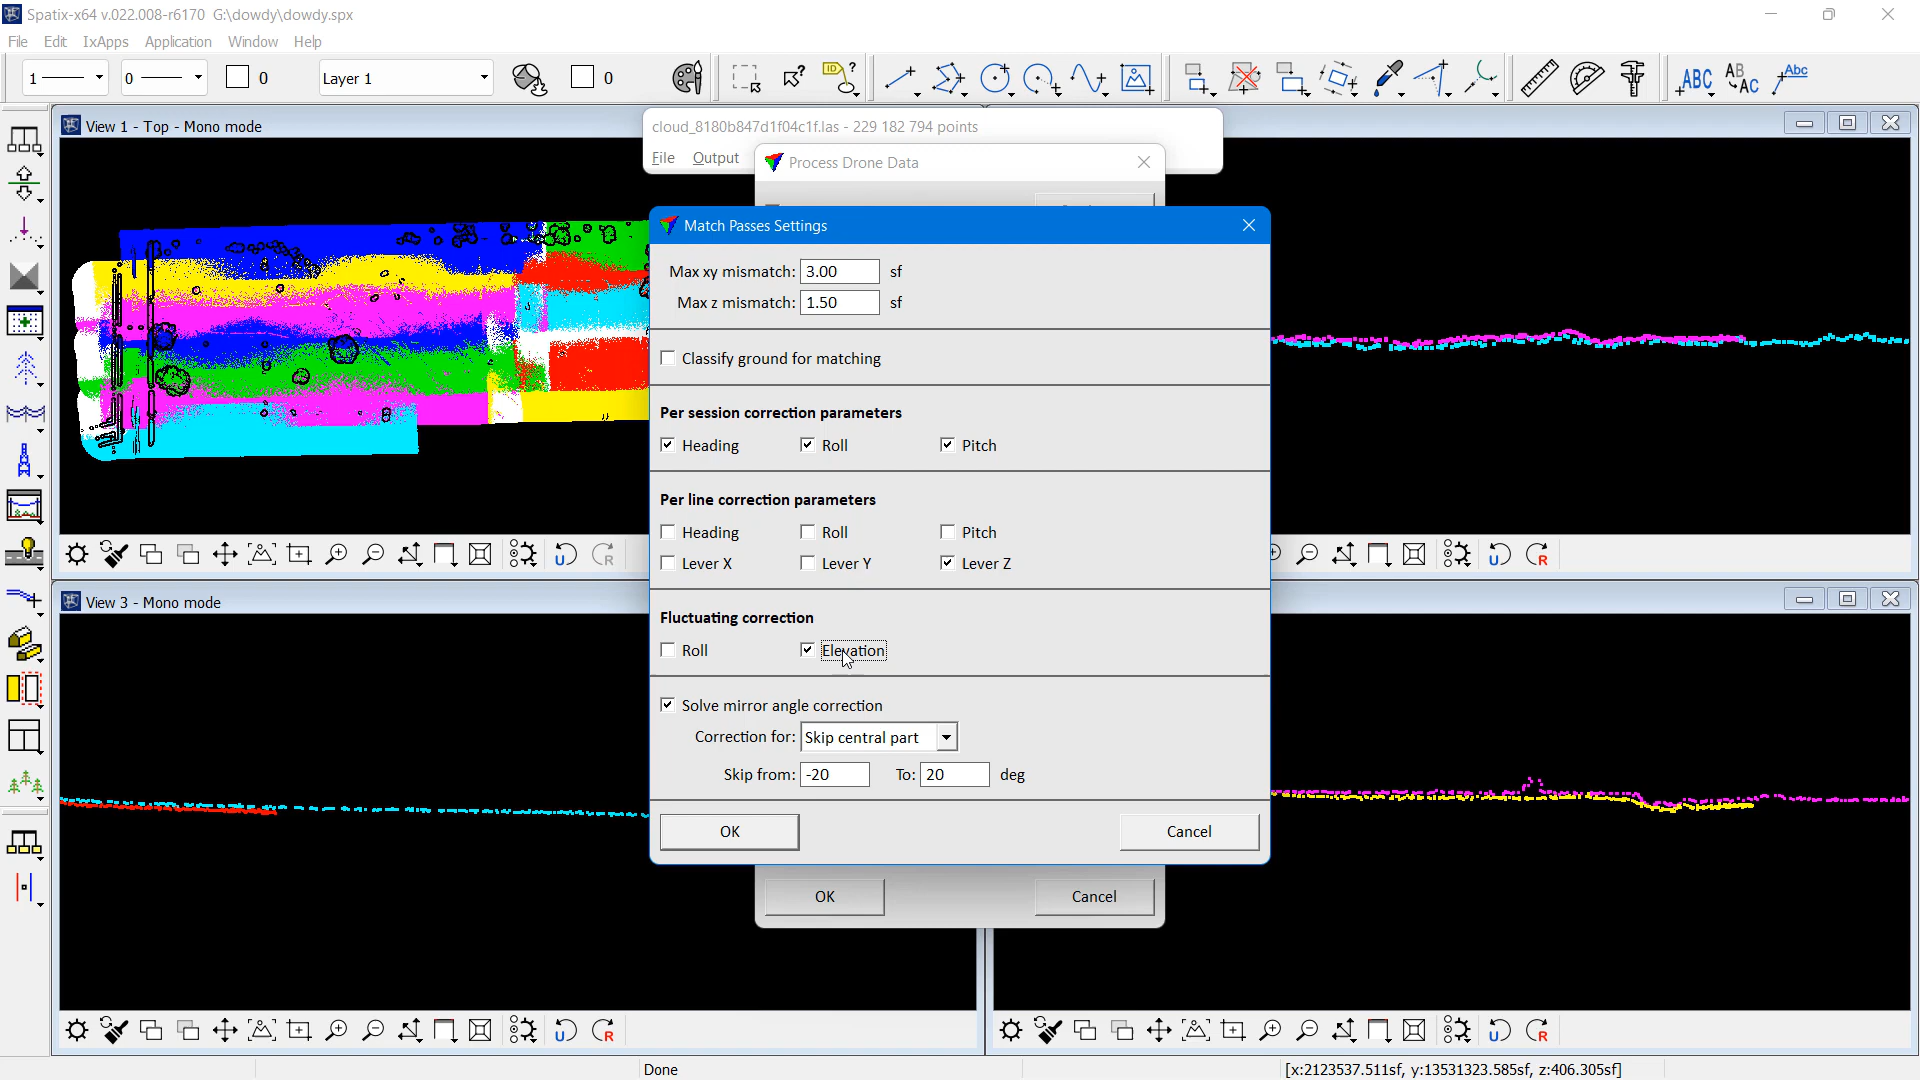 Spatix-x64 v.022.008-r6170 G:\dowdy\dowdy.spx
File Edit IxApps Application Window Help
1 0 0 Layer 1 0 ID ABC AB AC Abc
View 1 - Top - Mono mode
cloud_8180b847d1f04c1f.las - 229 182 794 points
File Output
Process Drone Data
Match Passes Settings
Max xy mismatch: 3.00 sf
Max z mismatch: 1.50 sf
Classify ground for matching
Per session correction parameters
Heading Roll Pitch
Per line correction parameters
Heading Roll Pitch
Lever X Lever Y Lever Z
Fluctuating correction
Roll Elevation
Solve mirror angle correction
Correction for: Skip central part
Skip from: -20 To: 20 deg
OK Cancel
OK Cancel
U R
U R
View 3 - Mono mode
U R
U R
Done [x:2123537.511sf, y:13531323.585sf, z:406.305sf]